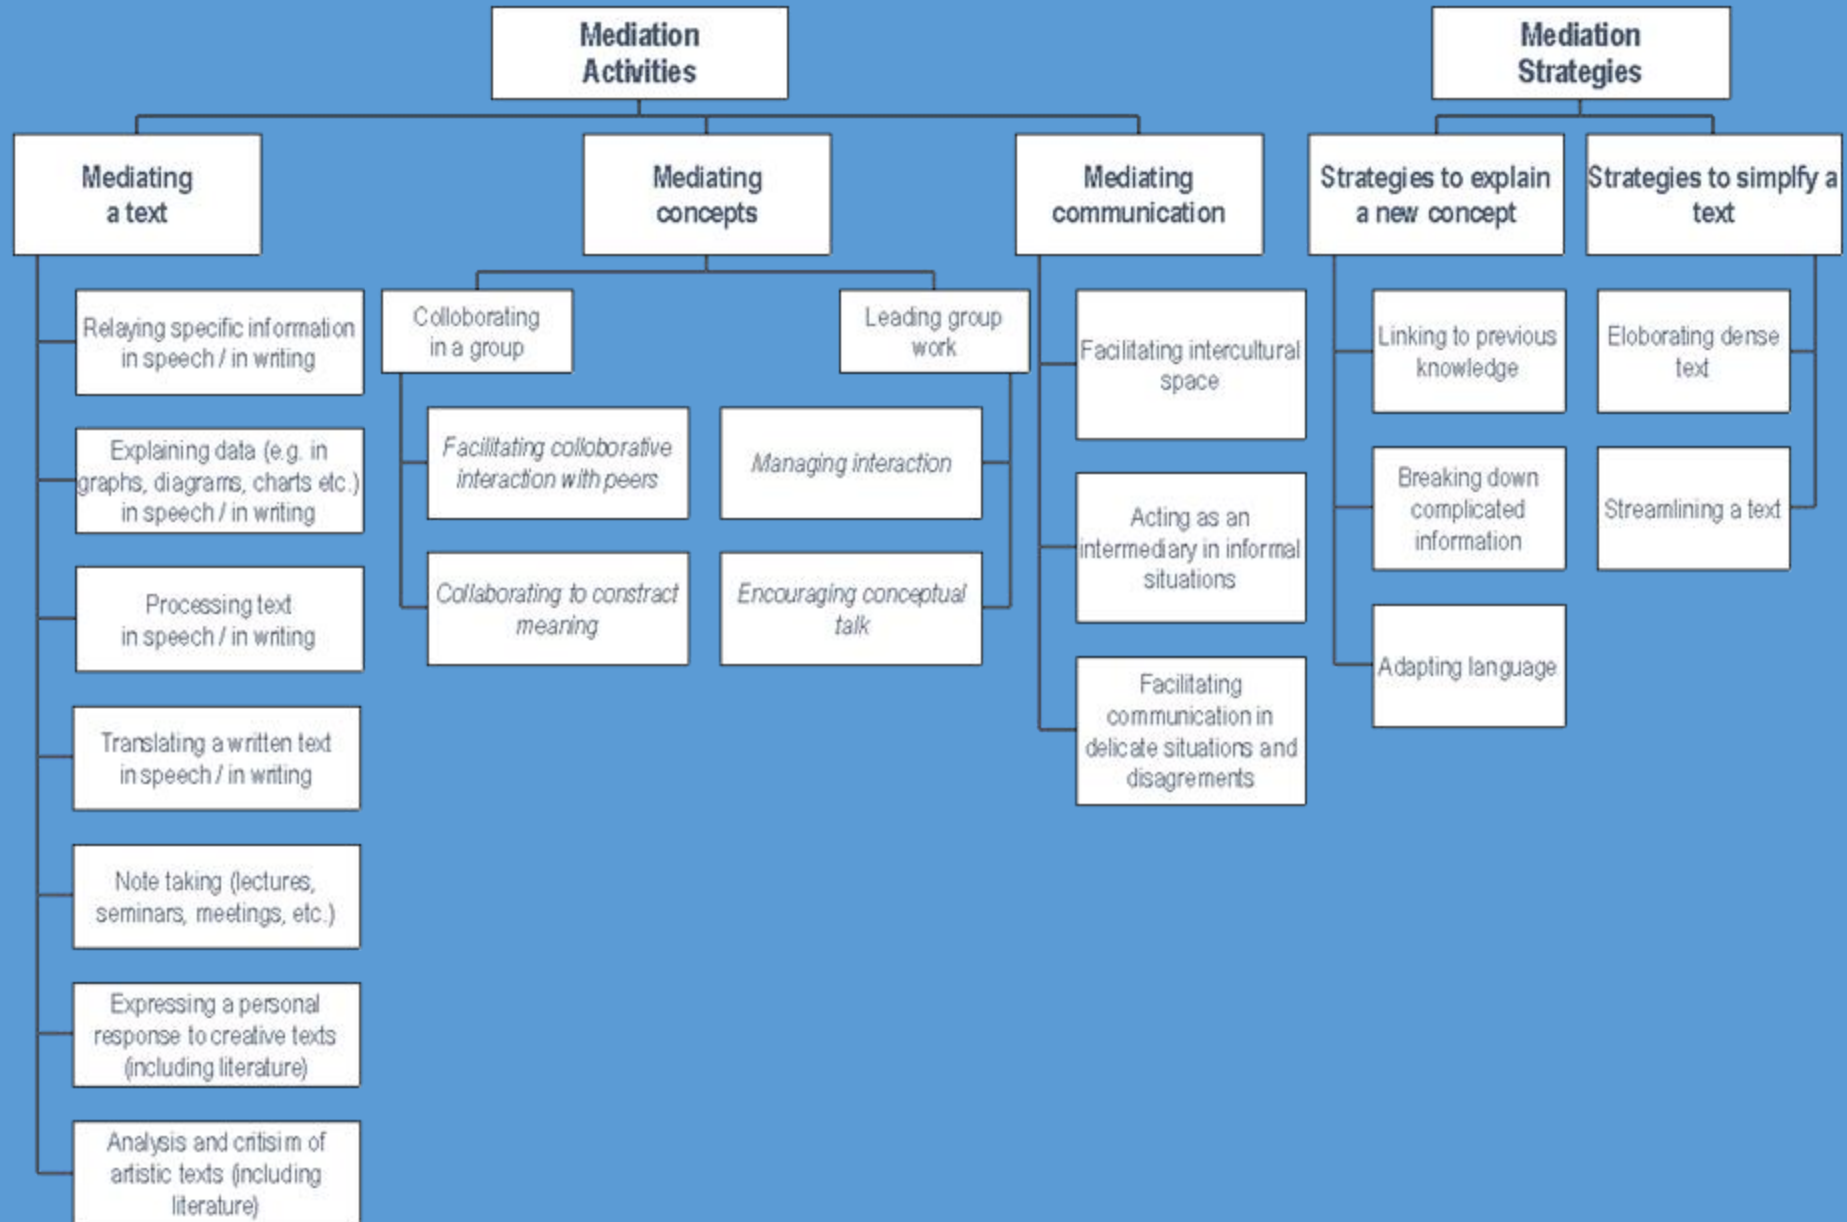 Mediation
Activities
Mediation
Strategies
Mediating
a text
Mediating
concepts
Mediating
communication
Strategies to explain
a new concept
Strategies to simplfy a
text
Relaying specific information
in speech / in writing
Explaining data (e.g. in
graphs, diagrams, charts etc.)
in speech / in writing
Processing text
in speech / in writing
Translating a written text
in speech / in writing
Note taking (lectures,
seminars, meetings, etc.)
Expressing a personal
response to creative texts
(including literature)
Analysis and critisim of
artistic texts (including
literature)
Colloborating
in a group
Facilitating colloborative
interaction with peers
Collaborating to constract
meaning
Leading group
work
Managing interaction
Encouraging conceptual
talk
Facilitating intercultural
space
Acting as an
intermediary in informal
situations
Facilitating
communication in
delicate situations and
disagrements
Linking to previous
knowledge
Breaking down
complicated
information
Adapting language
Eloborating dense
text
Streamlining a text